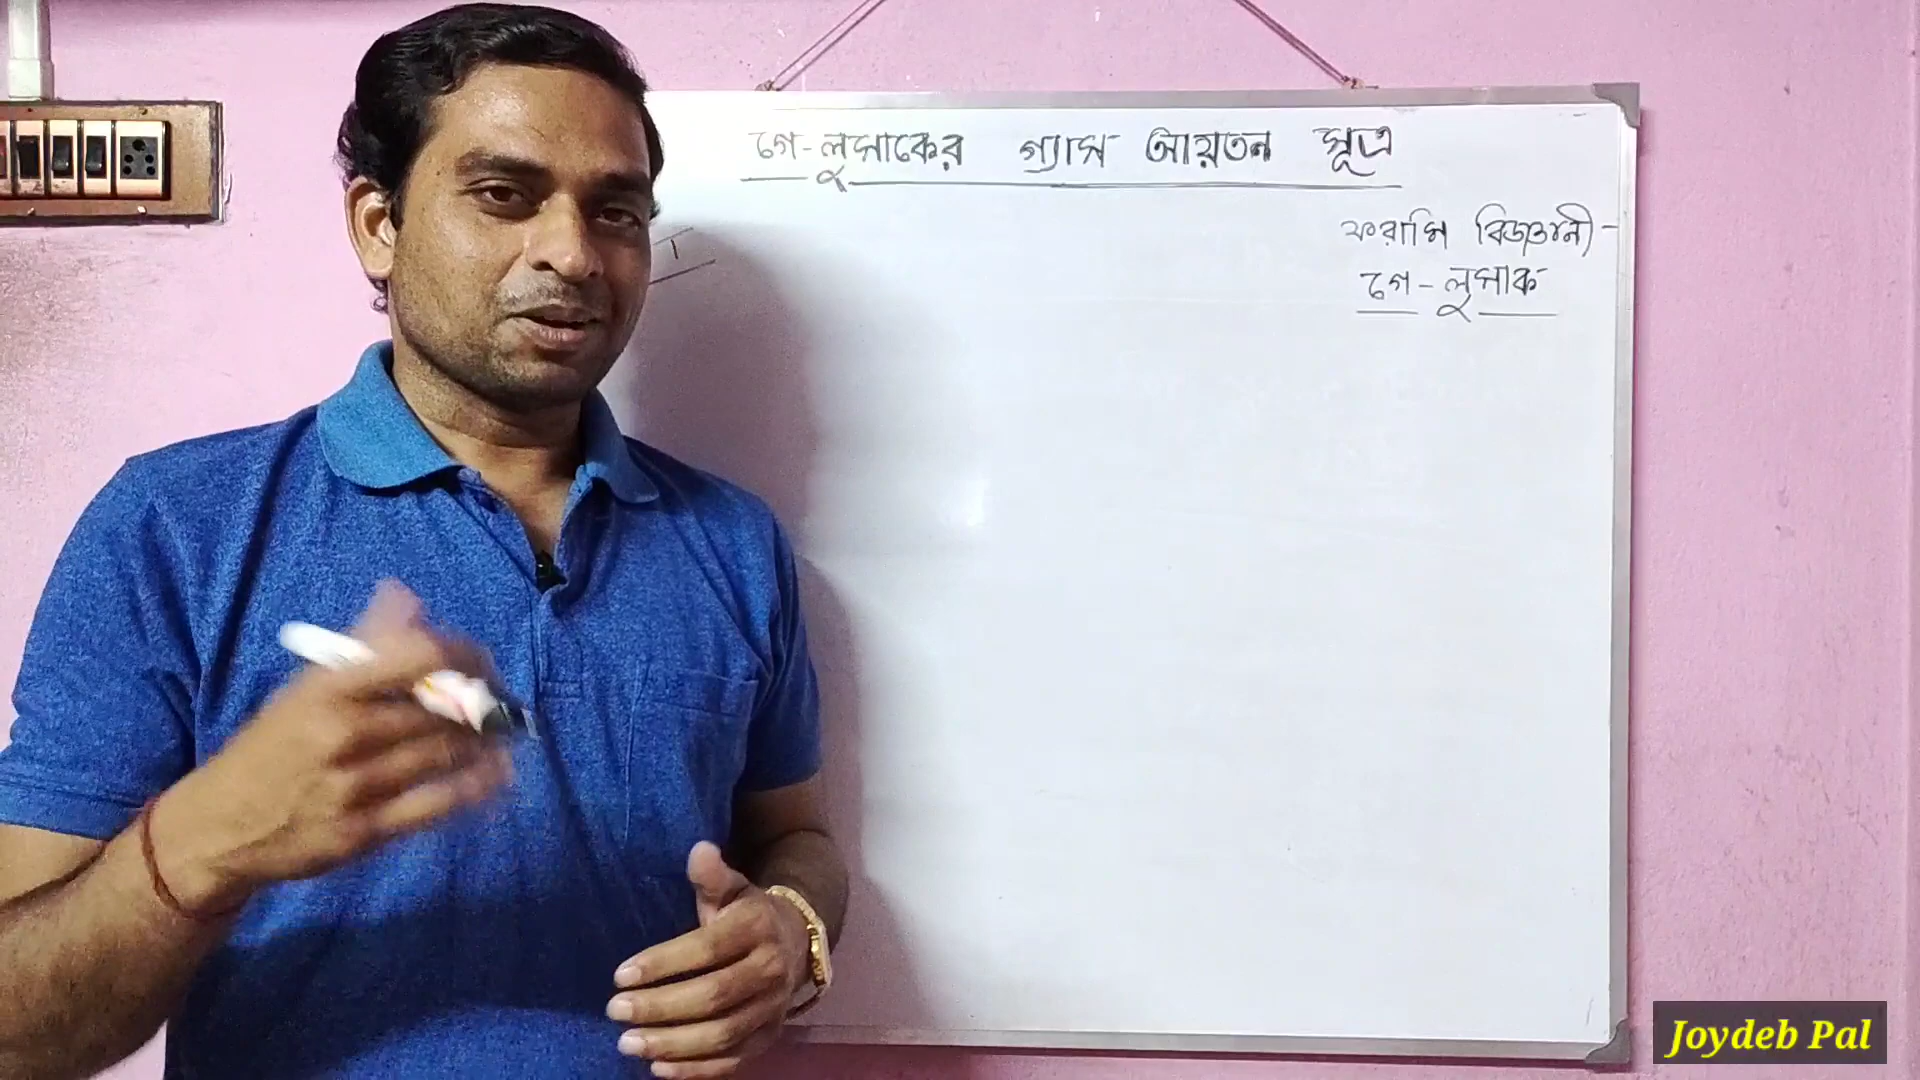 গে-লুসাকের গ্যাস আয়তন সূত্র
ফরাসি বিজ্ঞানী-
গে-লুসাক
Joydeb Pal